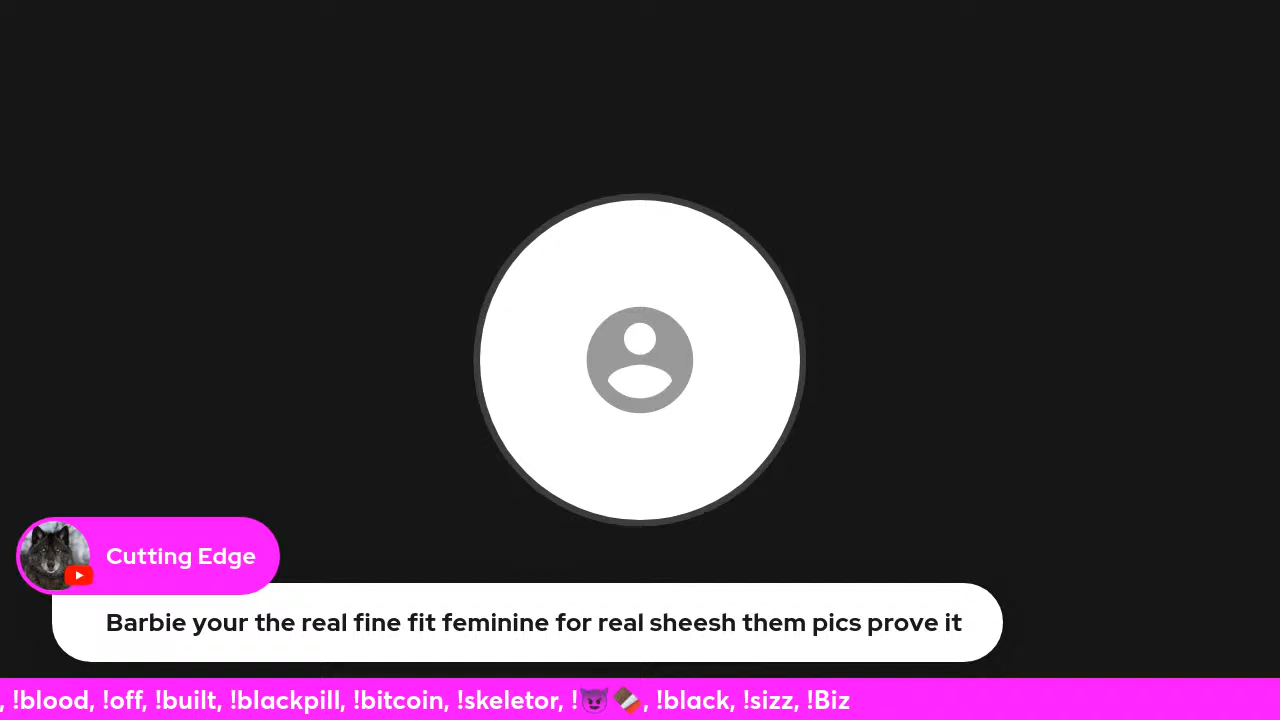 Cutting Edge
Barbie your the real fine fit feminine for real sheesh them pics prove it
, !blood, !off, !built, !blackpill, !bitcoin, !skeletor, !😈🍫, !black, !sizz, !Biz